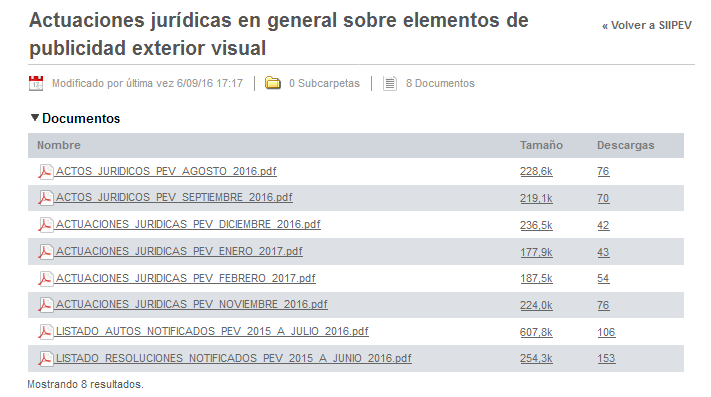 Actuaciones jurídicas en general sobre elementos de
publicidad exterior visual
« Volver a SIIPEV
Modificado por última vez 6/09/16 17:17 0 Subcarpetas 8 Documentos
Documentos
Nombre Tamaño Descargas
ACTOS_JURIDICOS_PEV_AGOSTO_2016.pdf 228,6k 76
ACTOS_JURIDICOS_PEV_SEPTIEMBRE_2016.pdf 219,1k 70
ACTUACIONES_JURIDICAS_PEV_DICIEMBRE_2016.pdf 236,5k 42
ACTUACIONES_JURIDICAS_PEV_ENERO_2017.pdf 177,9k 43
ACTUACIONES_JURIDICAS_PEV_FEBRERO_2017.pdf 187,5k 54
ACTUACIONES_JURIDICAS_PEV_NOVIEMBRE_2016.pdf 224,0k 76
LISTADO_AUTOS_NOTIFICADOS_PEV_2015_A_JULIO_2016.pdf 607,8k 106
LISTADO_RESOLUCIONES_NOTIFICADOS_PEV_2015_A_JUNIO_2016.pdf 254,3k 153
Mostrando 8 resultados.